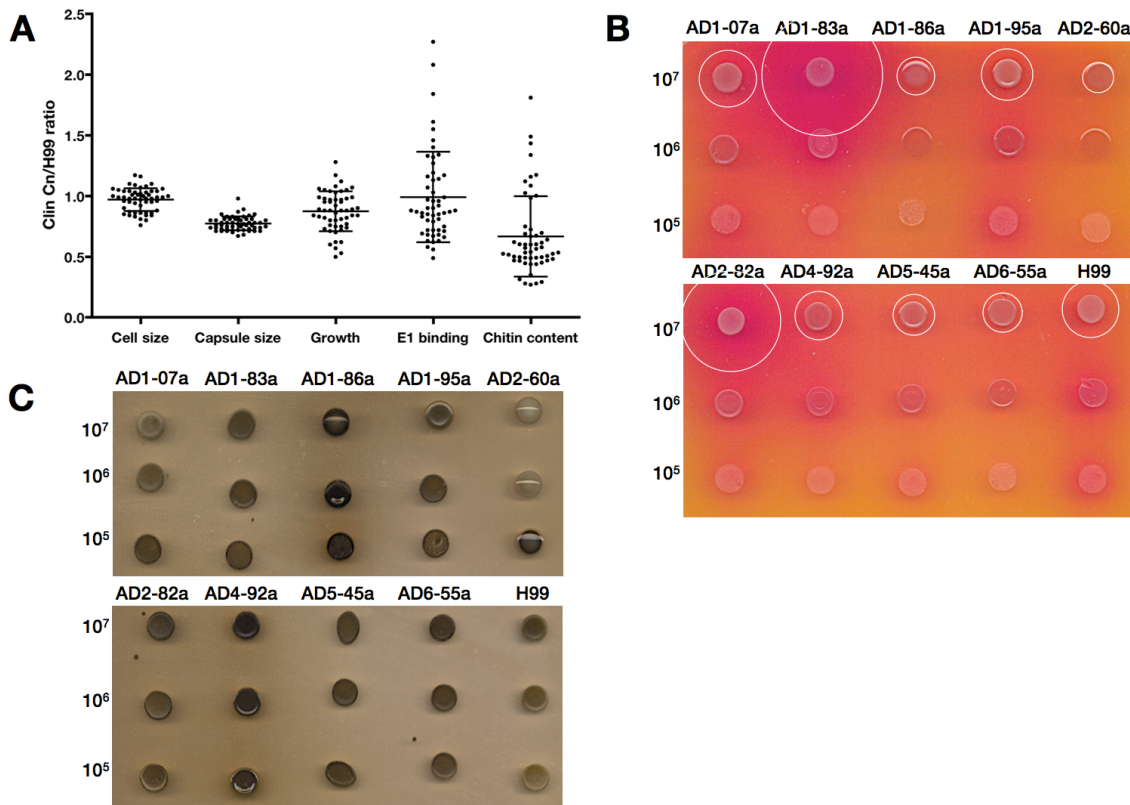 A
Clin Cn/H99 ratio
2.5
2.0
1.5
1.0
0.5
0.0
Cell size Capsule size Growth E1 binding Chitin content
B
AD1-07a AD1-83a AD1-86a AD1-95a AD2-60a
10⁷
10⁶
10⁵
AD2-82a AD4-92a AD5-45a AD6-55a H99
10⁷
10⁶
10⁵
C
AD1-07a AD1-83a AD1-86a AD1-95a AD2-60a
10⁷
10⁶
10⁵
AD2-82a AD4-92a AD5-45a AD6-55a H99
10⁷
10⁶
10⁵